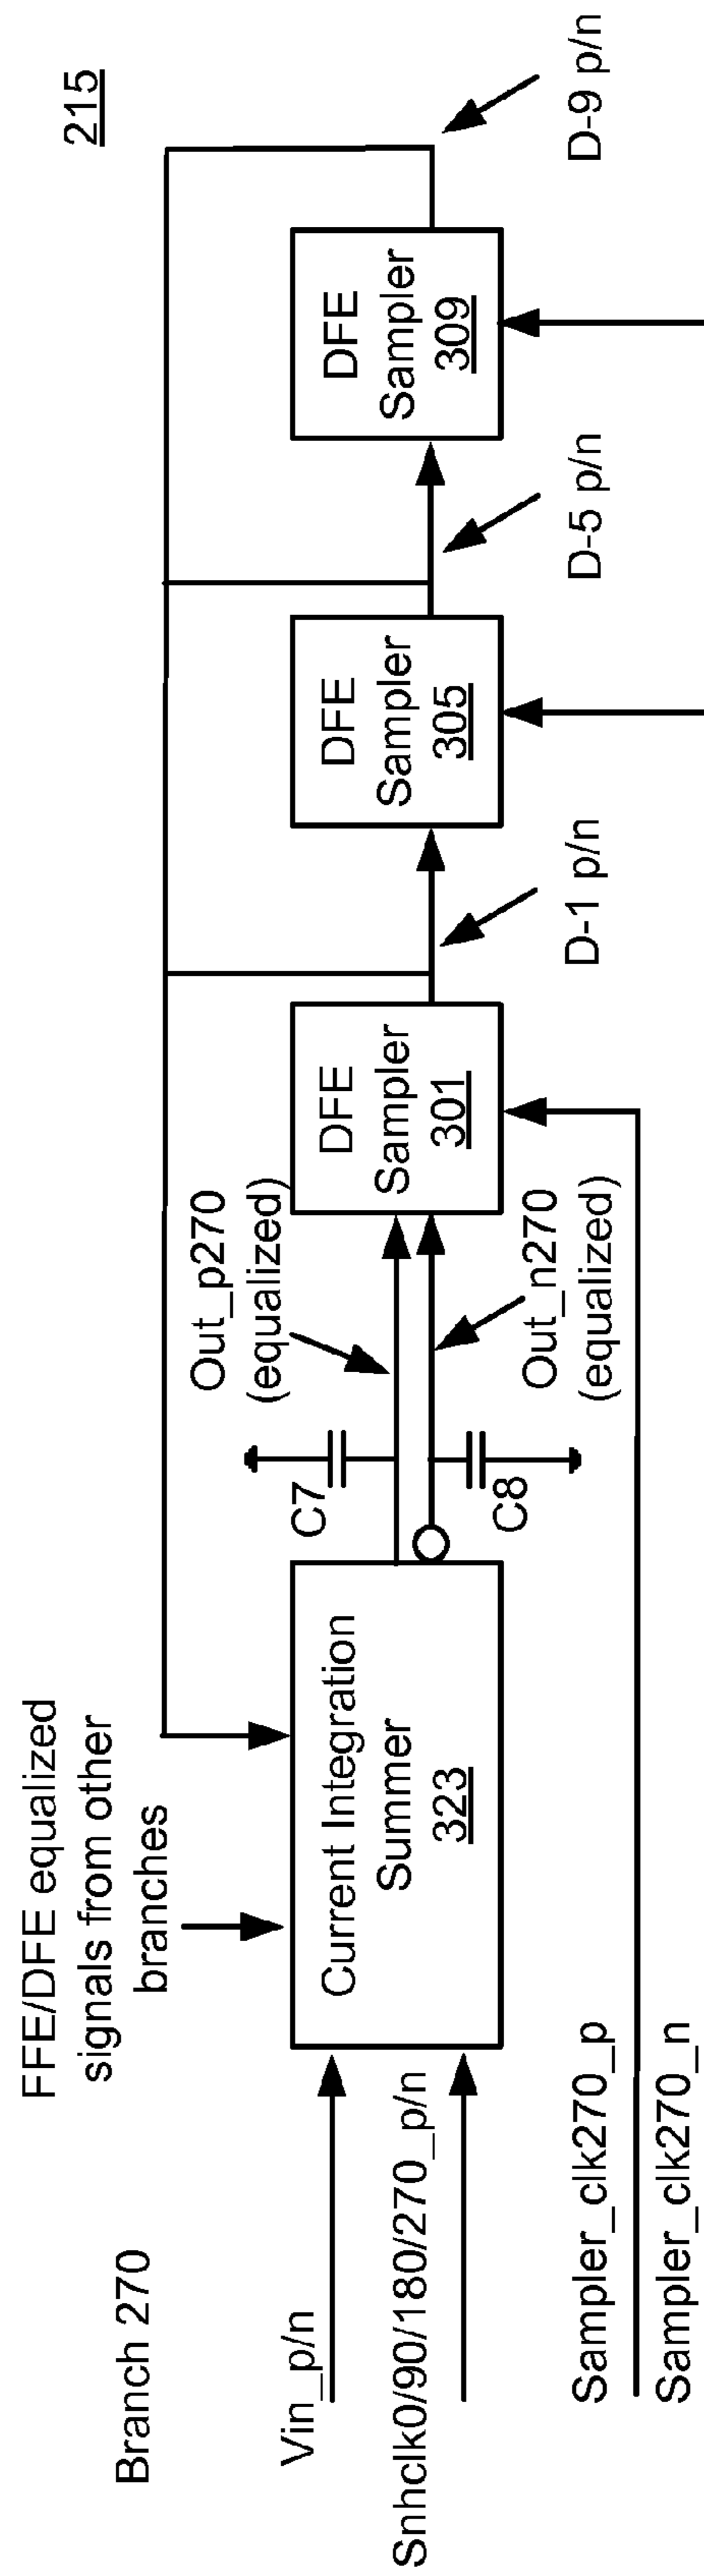 215
Branch 270
FFE/DFE equalized
signals from other
branches
Vin_p/n
Snhclk0/90/180/270_p/n
Current Integration
Summer
323
C7
C8
Out_p270
(equalized)
Out_n270
(equalized)
DFE
Sampler
301
D-1 p/n
DFE
Sampler
305
D-5 p/n
DFE
Sampler
309
D-9 p/n
Sampler_clk270_p
Sampler_clk270_n